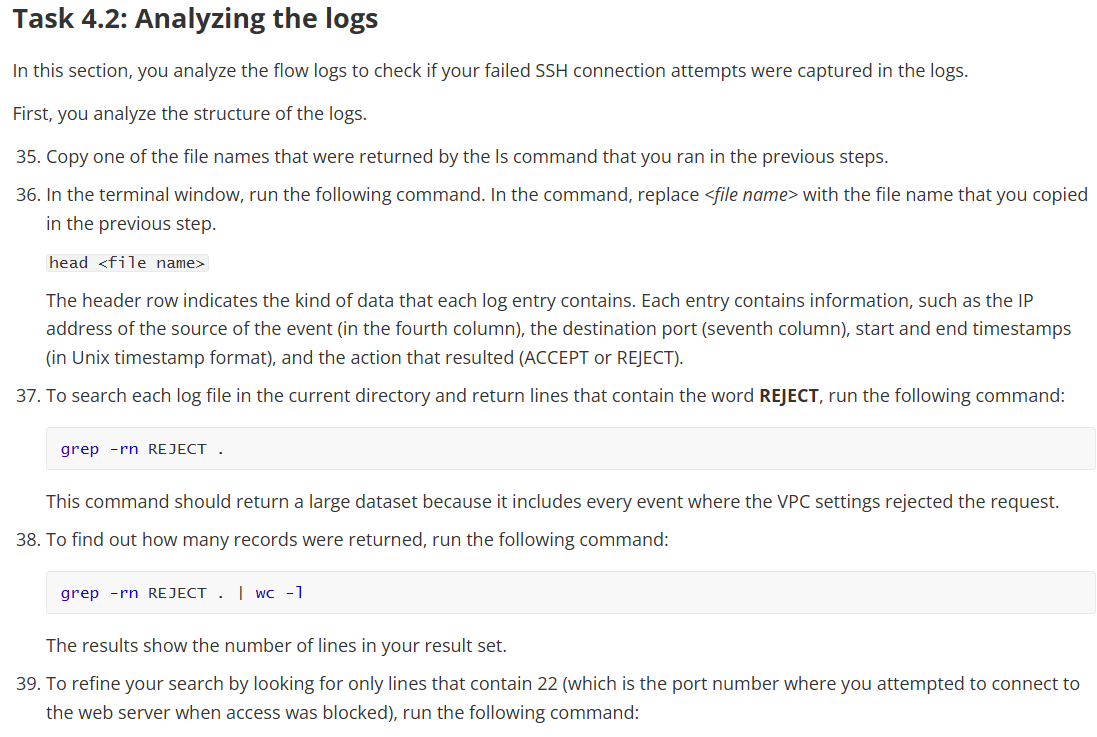 Task 4.2: Analyzing the logs
In this section, you analyze the flow logs to check if your failed SSH connection attempts were captured in the logs.
First, you analyze the structure of the logs.
35. Copy one of the file names that were returned by the ls command that you ran in the previous steps.
36. In the terminal window, run the following command. In the command, replace <file name> with the file name that you copied
in the previous step.
head <file name>
The header row indicates the kind of data that each log entry contains. Each entry contains information, such as the IP
address of the source of the event (in the fourth column), the destination port (seventh column), start and end timestamps
(in Unix timestamp format), and the action that resulted (ACCEPT or REJECT).
37. To search each log file in the current directory and return lines that contain the word REJECT, run the following command:
grep -rn REJECT .
This command should return a large dataset because it includes every event where the VPC settings rejected the request.
38. To find out how many records were returned, run the following command:
grep -rn REJECT . | wc -l
The results show the number of lines in your result set.
39. To refine your search by looking for only lines that contain 22 (which is the port number where you attempted to connect to
the web server when access was blocked), run the following command: